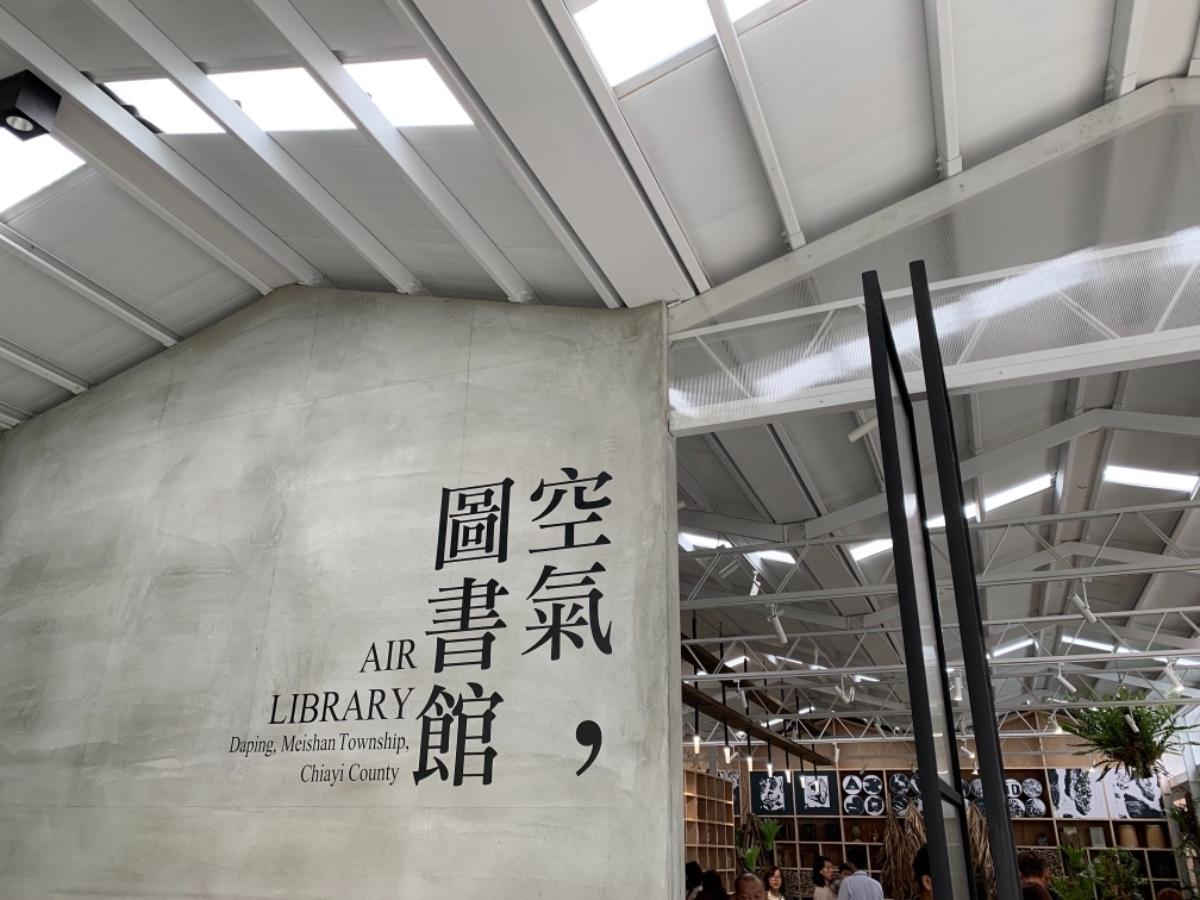 空氣，
圖書館
AIR
LIBRARY
Daping, Meishan Township,
Chiayi County